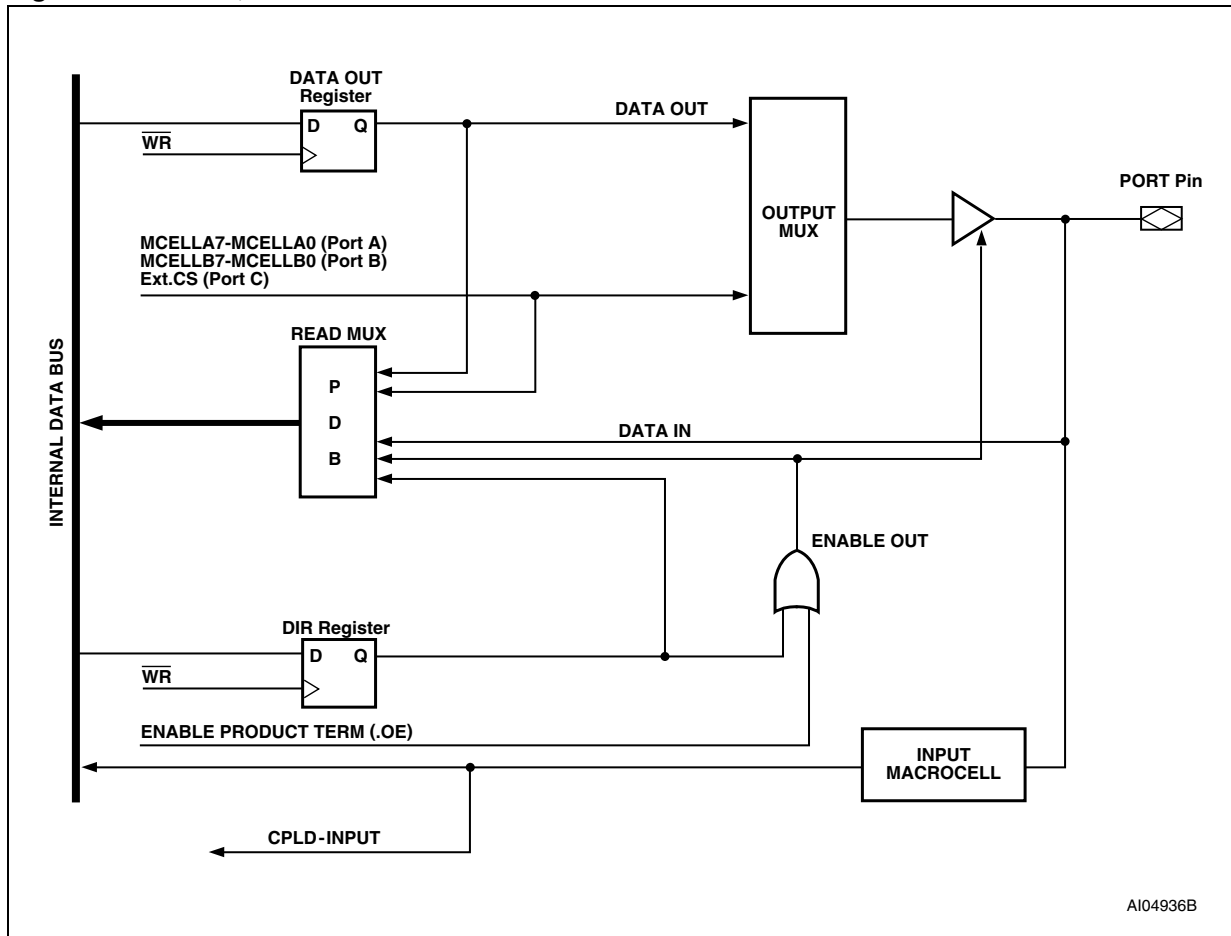 DATA OUT
Register
D Q
WR
DATA OUT
OUTPUT
MUX
PORT Pin
MCELLA7-MCELLA0 (Port A)
MCELLB7-MCELLB0 (Port B)
Ext.CS (Port C)
READ MUX
P
D
B
DATA IN
INTERNAL DATA BUS
ENABLE OUT
DIR Register
D Q
WR
ENABLE PRODUCT TERM (.OE)
INPUT
MACROCELL
CPLD-INPUT
AI04936B